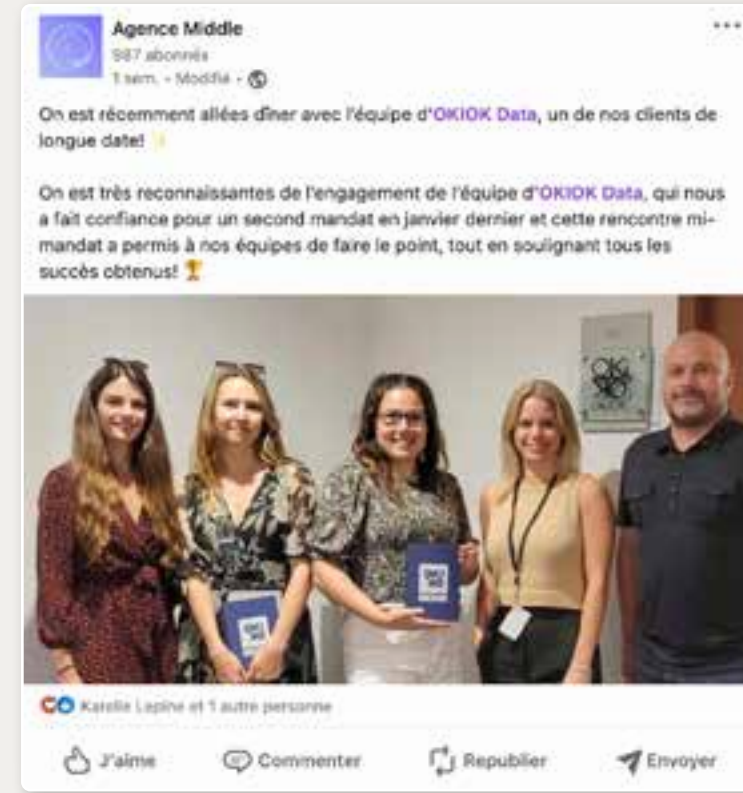 Agence Middle
987 abonnés
1 sem. • Modifié •
On est récemment allées dîner avec l'équipe d'OKIOK Data, un de nos clients de
longue date!
On est très reconnaissantes de l'engagement de l'équipe d'OKIOK Data, qui nous
a fait confiance pour un second mandat en janvier dernier et cette rencontre mi-
mandat a permis à nos équipes de faire le point, tout en soulignant tous les
succès obtenus!
Karelle Lapine et 1 autre personne
J'aime
Commenter
Republier
Envoyer